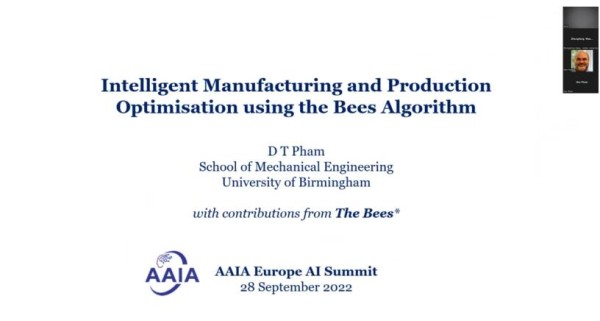 Intelligent Manufacturing and Production
Optimisation using the Bees Algorithm
D T Pham
School of Mechanical Engineering
University of Birmingham
with contributions from The Bees*
AAIA
AAIA Europe AI Summit
28 September 2022